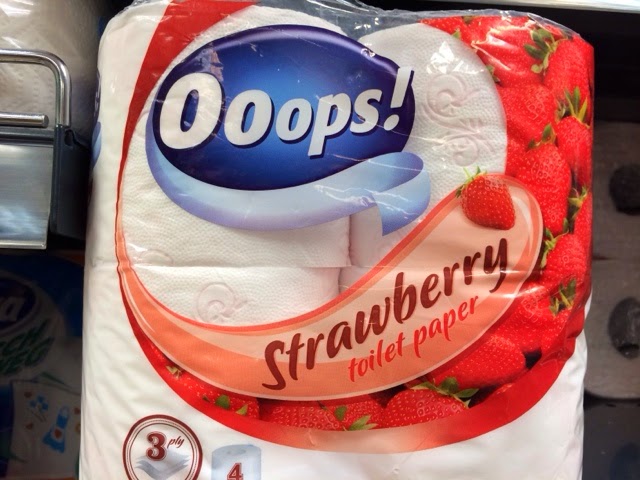 Ooops!
Strawberry
toilet paper
3 ply
4